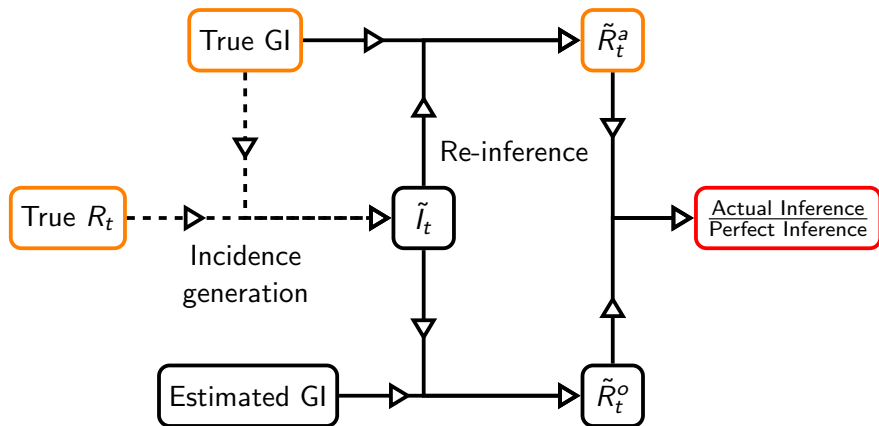 True GI
R̃ₜᵃ
Re-inference
True Rₜ
Ĩₜ
Actual Inference
Perfect Inference
Incidence
generation
Estimated GI
R̃ₜᵒ